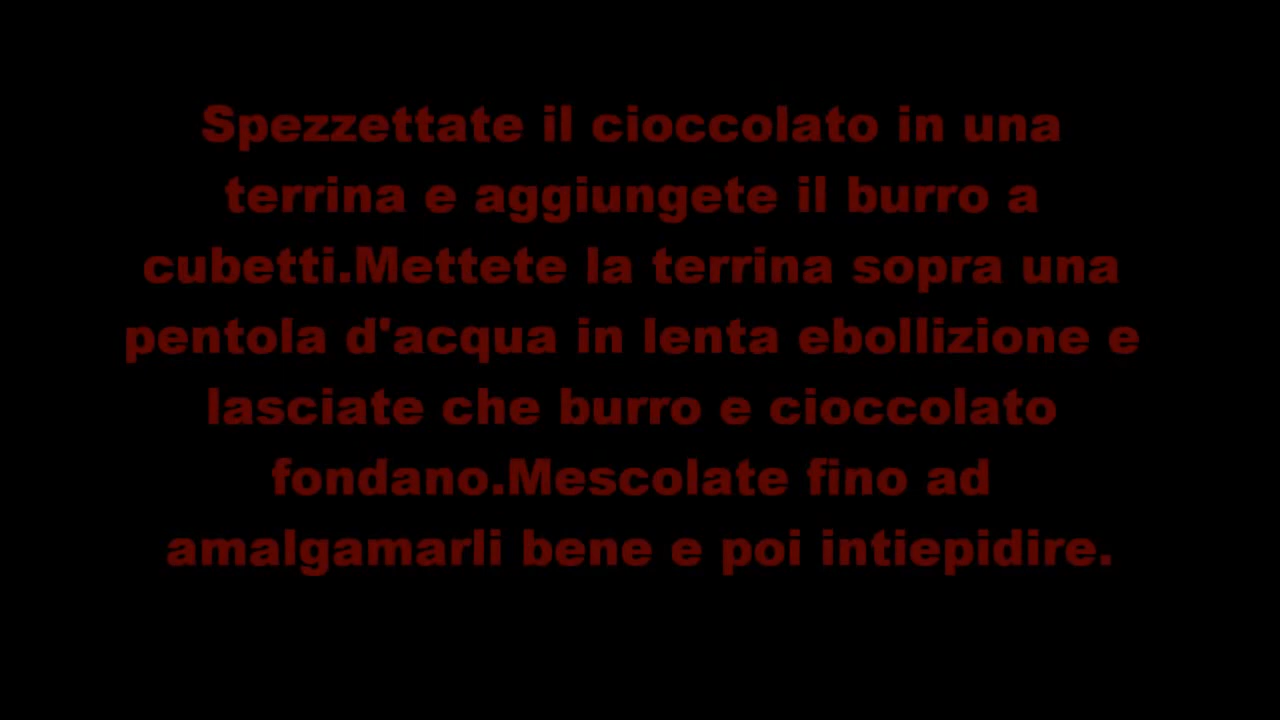 Spezzettate il cioccolato in una
terrina e aggiungete il burro a
cubetti.Mettete la terrina sopra una
pentola d'acqua in lenta ebollizione e
lasciate che burro e cioccolato
fondano.Mescolate fino ad
amalgamarli bene e poi intiepidire.